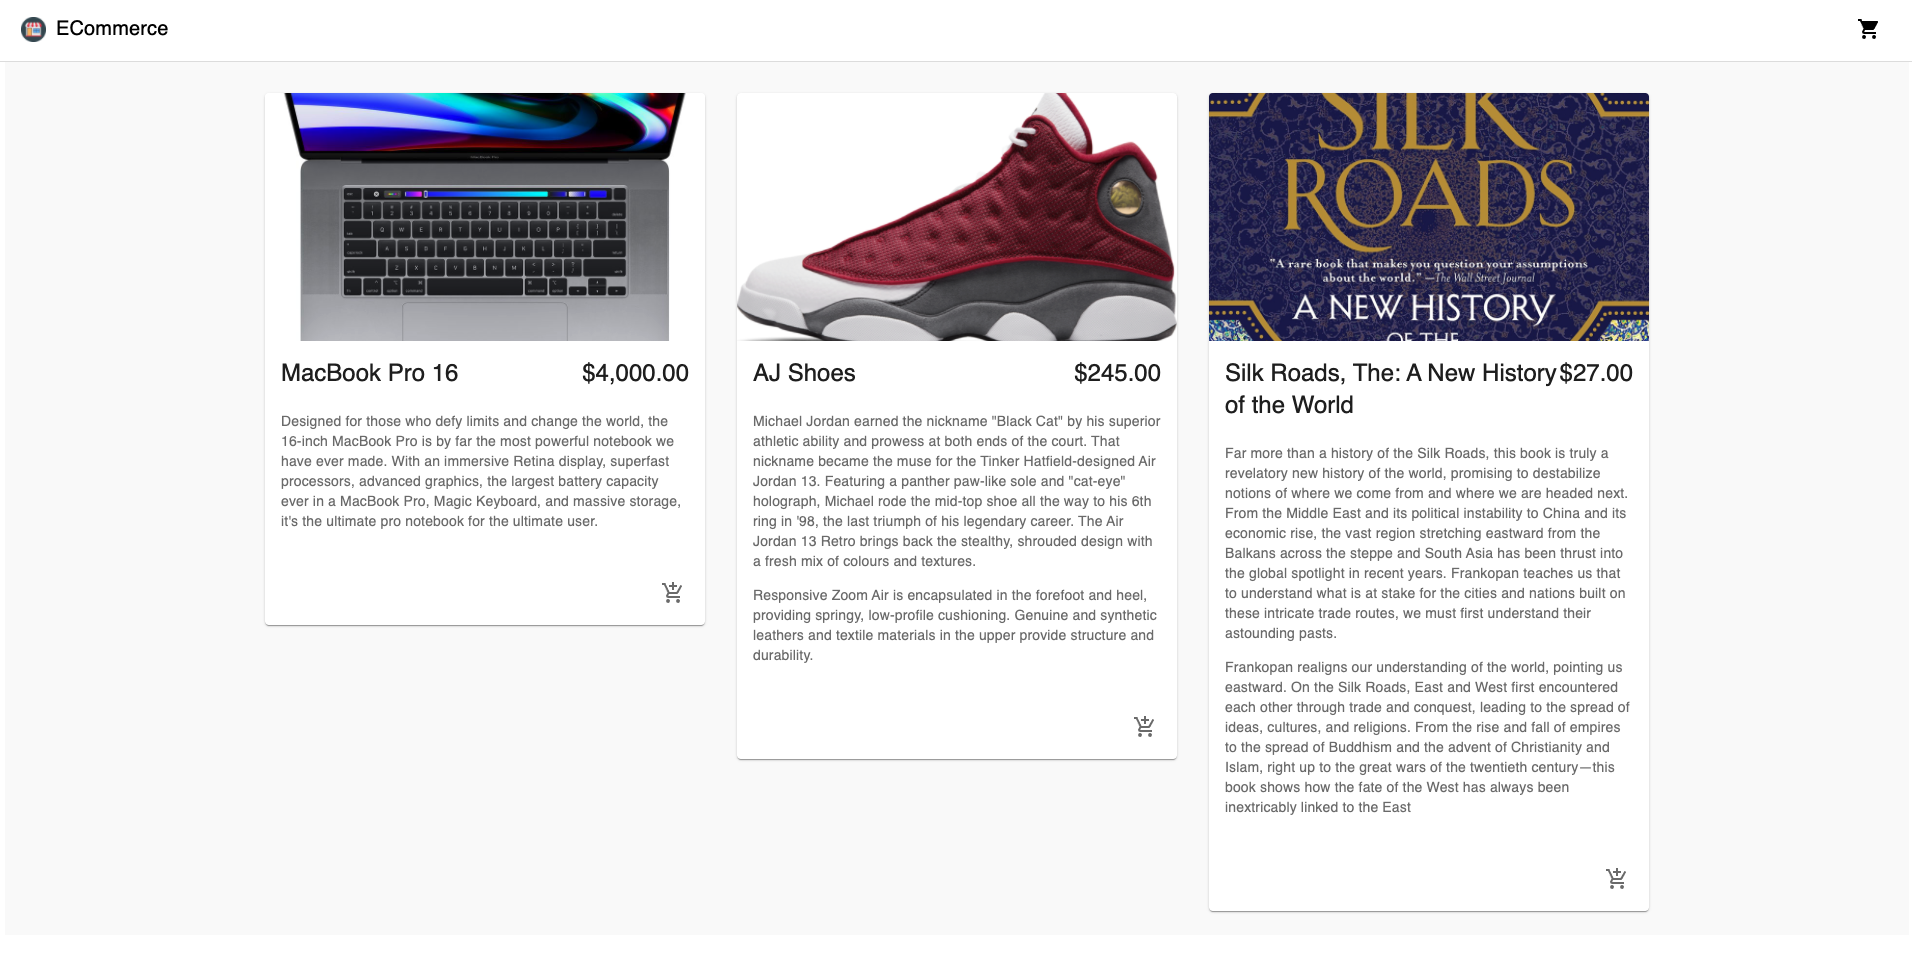 ECommerce
MacBook Pro
MacBook Pro 16
$4,000.00
Designed for those who defy limits and change the world, the
16-inch MacBook Pro is by far the most powerful notebook we
have ever made. With an immersive Retina display, superfast
processors, advanced graphics, the largest battery capacity
ever in a MacBook Pro, Magic Keyboard, and massive storage,
it's the ultimate pro notebook for the ultimate user.
AJ Shoes
$245.00
Michael Jordan earned the nickname "Black Cat" by his superior
athletic ability and prowess at both ends of the court. That
nickname became the muse for the Tinker Hatfield-designed Air
Jordan 13. Featuring a panther paw-like sole and "cat-eye"
holograph, Michael rode the mid-top shoe all the way to his 6th
ring in '98, the last triumph of his legendary career. The Air
Jordan 13 Retro brings back the stealthy, shrouded design with
a fresh mix of colours and textures.
Responsive Zoom Air is encapsulated in the forefoot and heel,
providing springy, low-profile cushioning. Genuine and synthetic
leathers and textile materials in the upper provide structure and
durability.
SILK
ROADS
"A rare book that makes you question your assumptions
about the world." —The Wall Street Journal
A NEW HISTORY
OF THE
Silk Roads, The: A New History
of the World
$27.00
Far more than a history of the Silk Roads, this book is truly a
revelatory new history of the world, promising to destabilize
notions of where we come from and where we are headed next.
From the Middle East and its political instability to China and its
economic rise, the vast region stretching eastward from the
Balkans across the steppe and South Asia has been thrust into
the global spotlight in recent years. Frankopan teaches us that
to understand what is at stake for the cities and nations built on
these intricate trade routes, we must first understand their
astounding pasts.
Frankopan realigns our understanding of the world, pointing us
eastward. On the Silk Roads, East and West first encountered
each other through trade and conquest, leading to the spread of
ideas, cultures, and religions. From the rise and fall of empires
to the spread of Buddhism and the advent of Christianity and
Islam, right up to the great wars of the twentieth century—this
book shows how the fate of the West has always been
inextricably linked to the East